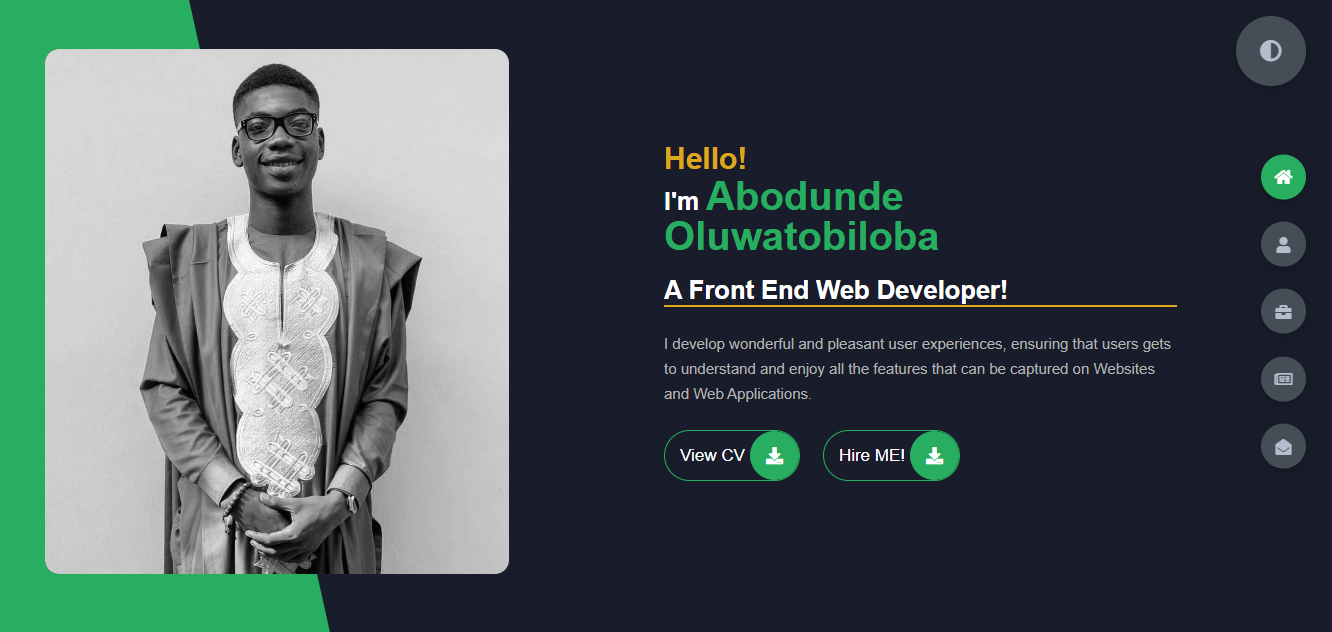 Hello!
I'm Abodunde
Oluwatobiloba
A Front End Web Developer!
I develop wonderful and pleasant user experiences, ensuring that users gets
to understand and enjoy all the features that can be captured on Websites
and Web Applications.
View CV
Hire ME!